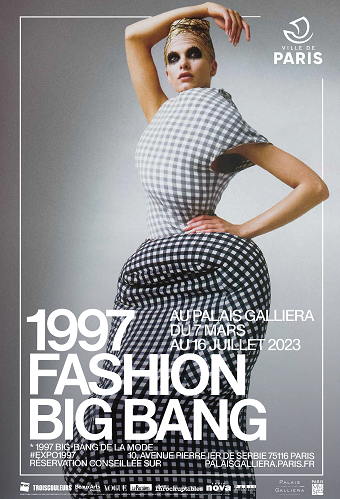 VILLE DE
PARIS
1997
AU PALAIS GALLIERA
DU 7 MARS
AU 16 JUILLET 2023
FASHION
BIG BANG
* 1997 BIG* BANG DE LA MODE
#EXPO1997 10, AVENUE PIERRE IER DE SERBIE 75116 PARIS
RÉSERVATION CONSEILLÉE SUR PALAISGALLIERA.PARIS.FR
TROISCOULEURS Beaux Arts VOGUE nova PALAIS GALLIERA